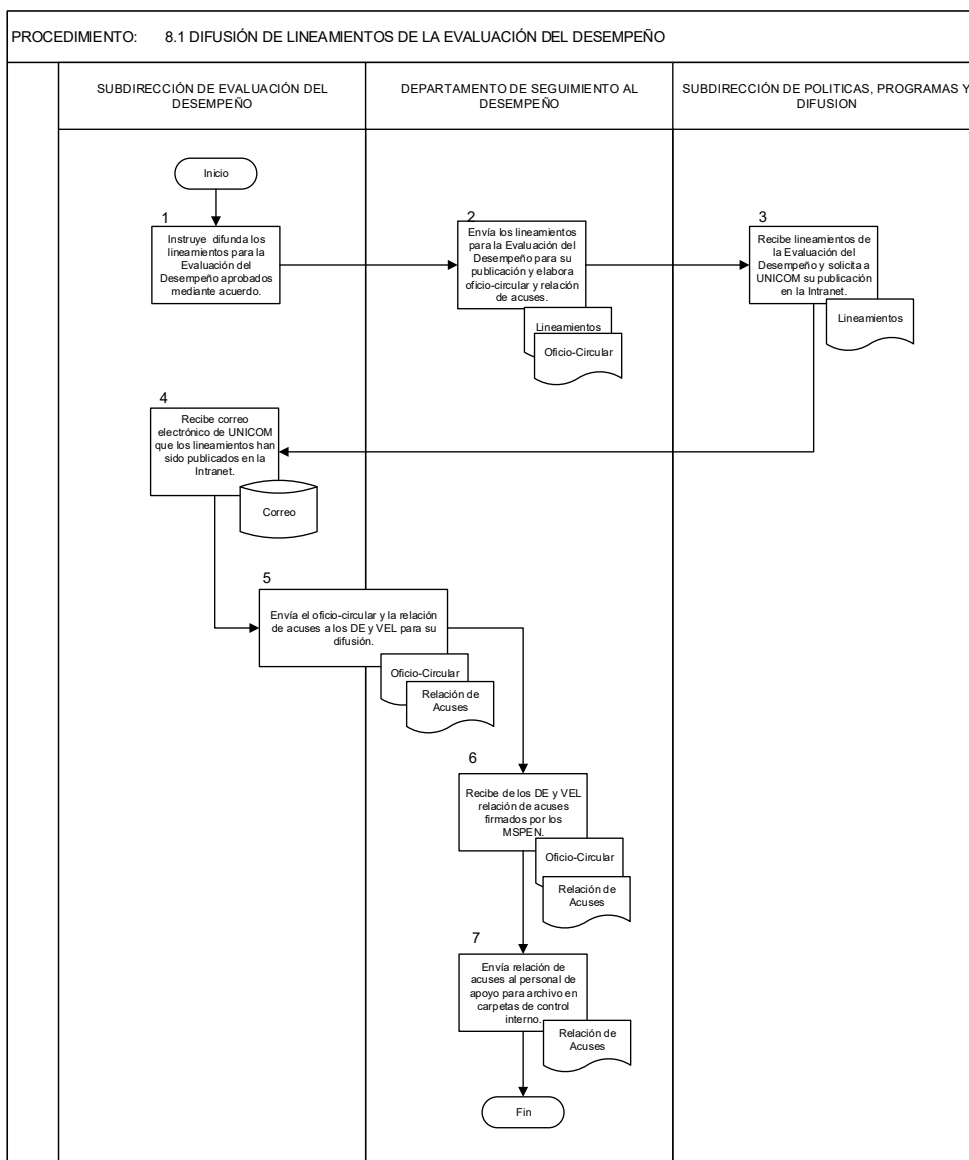 PROCEDIMIENTO: 8.1 DIFUSIÓN DE LINEAMIENTOS DE LA EVALUACIÓN DEL DESEMPEÑO
SUBDIRECCIÓN DE EVALUACIÓN DEL
DESEMPEÑO
DEPARTAMENTO DE SEGUIMIENTO AL
DESEMPEÑO
SUBDIRECCIÓN DE POLITICAS, PROGRAMAS Y
DIFUSION
Inicio
1
Instruye difunda los
lineamientos para la
Evaluación del
Desempeño aprobados
mediante acuerdo.
2
Envía los lineamientos
para la Evaluación del
Desempeño para su
publicación y elabora
oficio-circular y relación
de acuses.
Lineamientos
Oficio-Circular
3
Recibe lineamientos de
la Evaluación del
Desempeño y solicita a
UNICOM su publicación
en la Intranet.
Lineamientos
4
Recibe correo
electrónico de UNICOM
que los lineamientos han
sido publicados en la
Intranet.
Correo
5
Envía el oficio-circular y la relación
de acuses a los DE y VEL para su
difusión.
Oficio-Circular
Relación de
Acuses
6
Recibe de los DE y VEL
relación de acuses
firmados por los
MSPEN.
Oficio-Circular
Relación de
Acuses
7
Envía relación de
acuses al personal de
apoyo para archivo en
carpetas de control
interno.
Relación de
Acuses
Fin